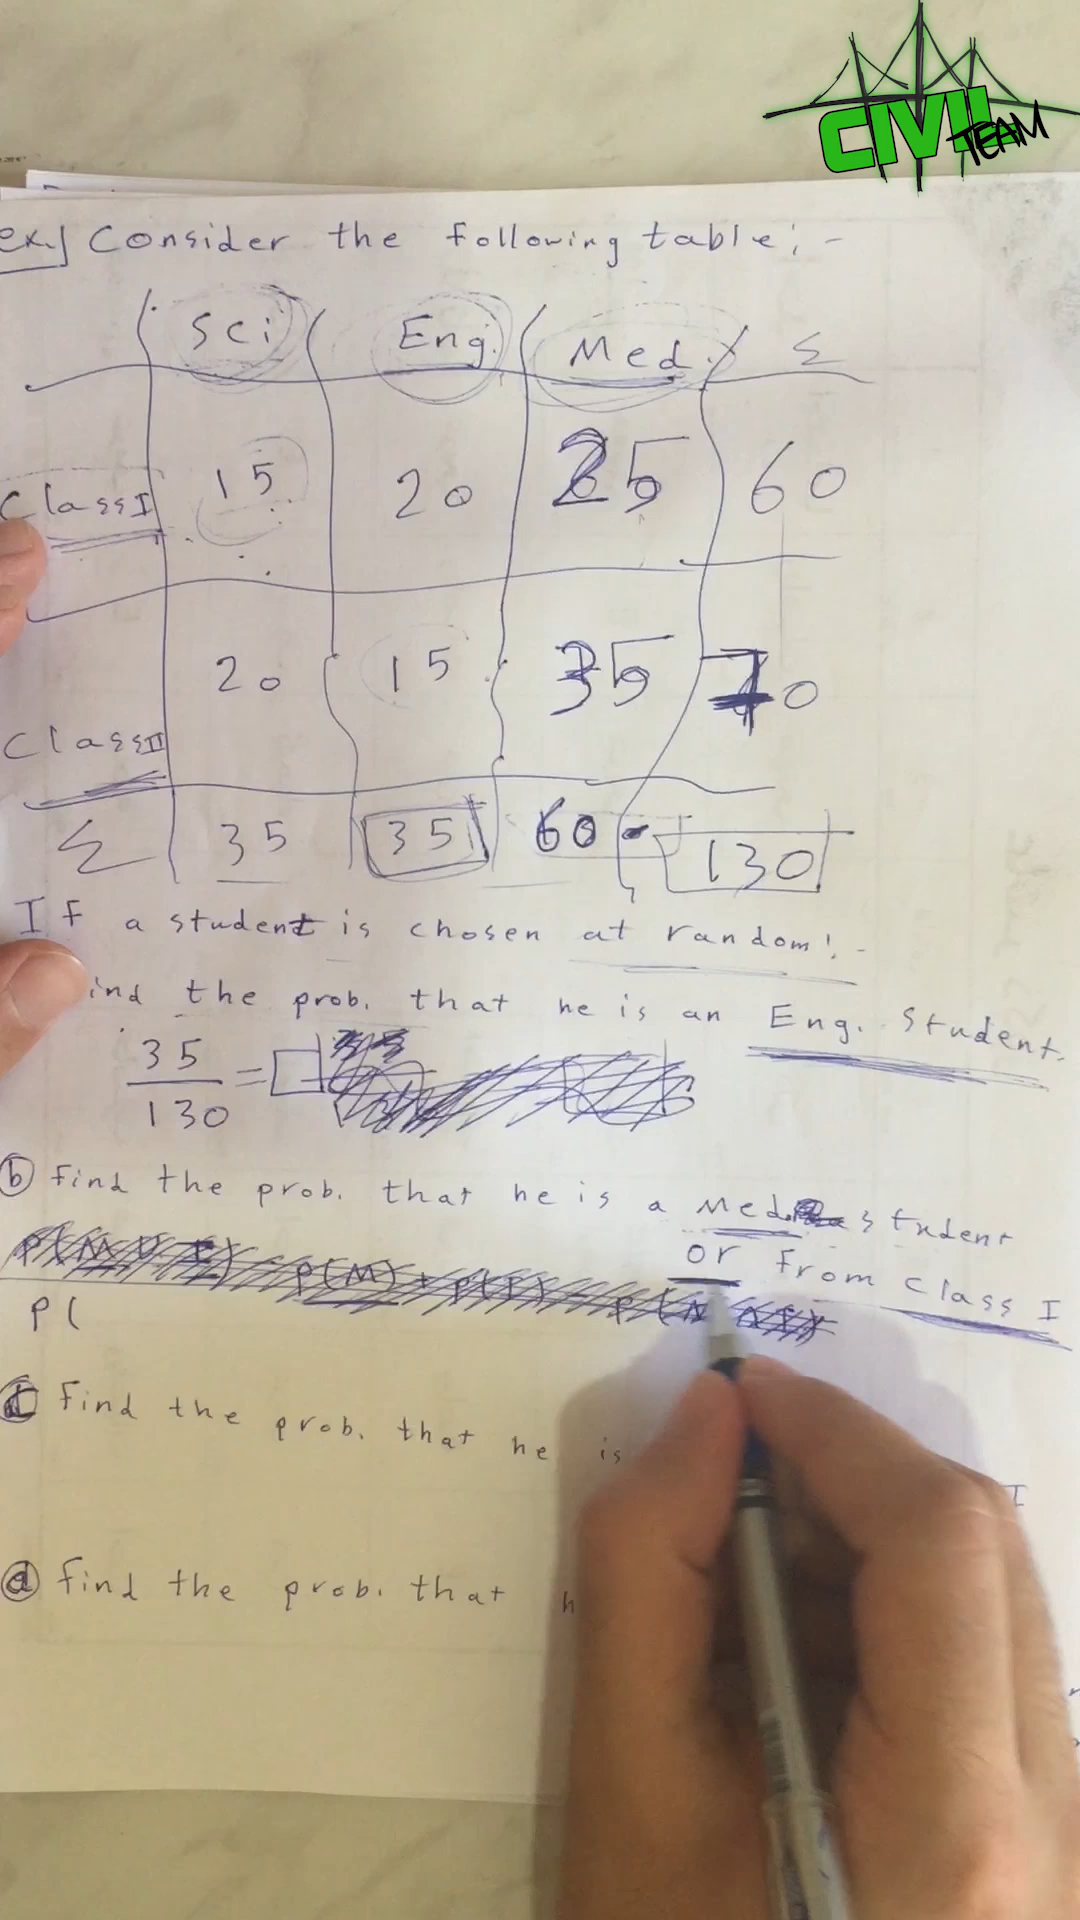 CIVIL TEAM
ex.] Consider the following table:-
Sci Eng. Med. Σ
Class I 15 20 25 60
Class II 20 15 35 70
Σ 35 35 60 130
If a student is chosen at random:-
ind the prob. that he is an Eng. Student.
35/130 =
(b) find the prob. that he is a Med. student
or from class I
P(M) + P(
P(
find the prob. that he is
I
(d) find the prob. that h